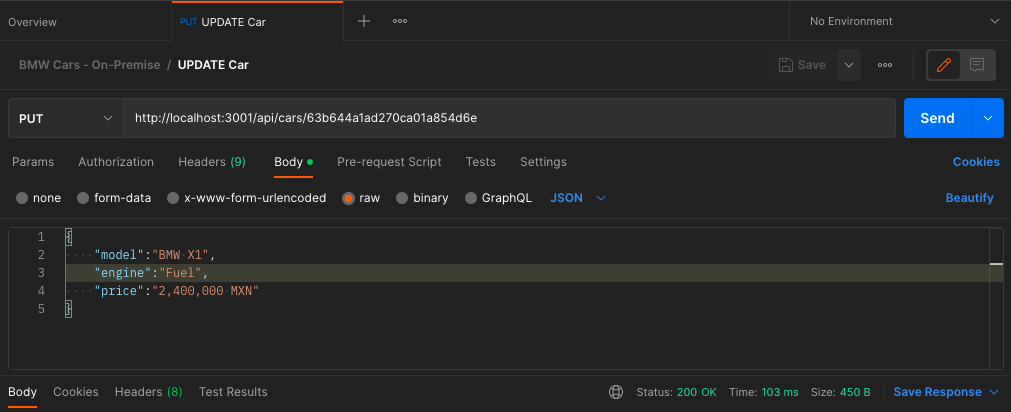 Overview PUT UPDATE Car No Environment
BMW Cars - On-Premise / UPDATE Car Save
PUT http://localhost:3001/api/cars/63b644a1ad270ca01a854d6e Send
Params Authorization Headers (9) Body Pre-request Script Tests Settings Cookies
none form-data x-www-form-urlencoded raw binary GraphQL JSON Beautify
1 {
2 "model":"BMW X1",
3 "engine":"Fuel",
4 "price":"2,400,000 MXN"
5 }
Body Cookies Headers (8) Test Results Status: 200 OK Time: 103 ms Size: 450 B Save Response